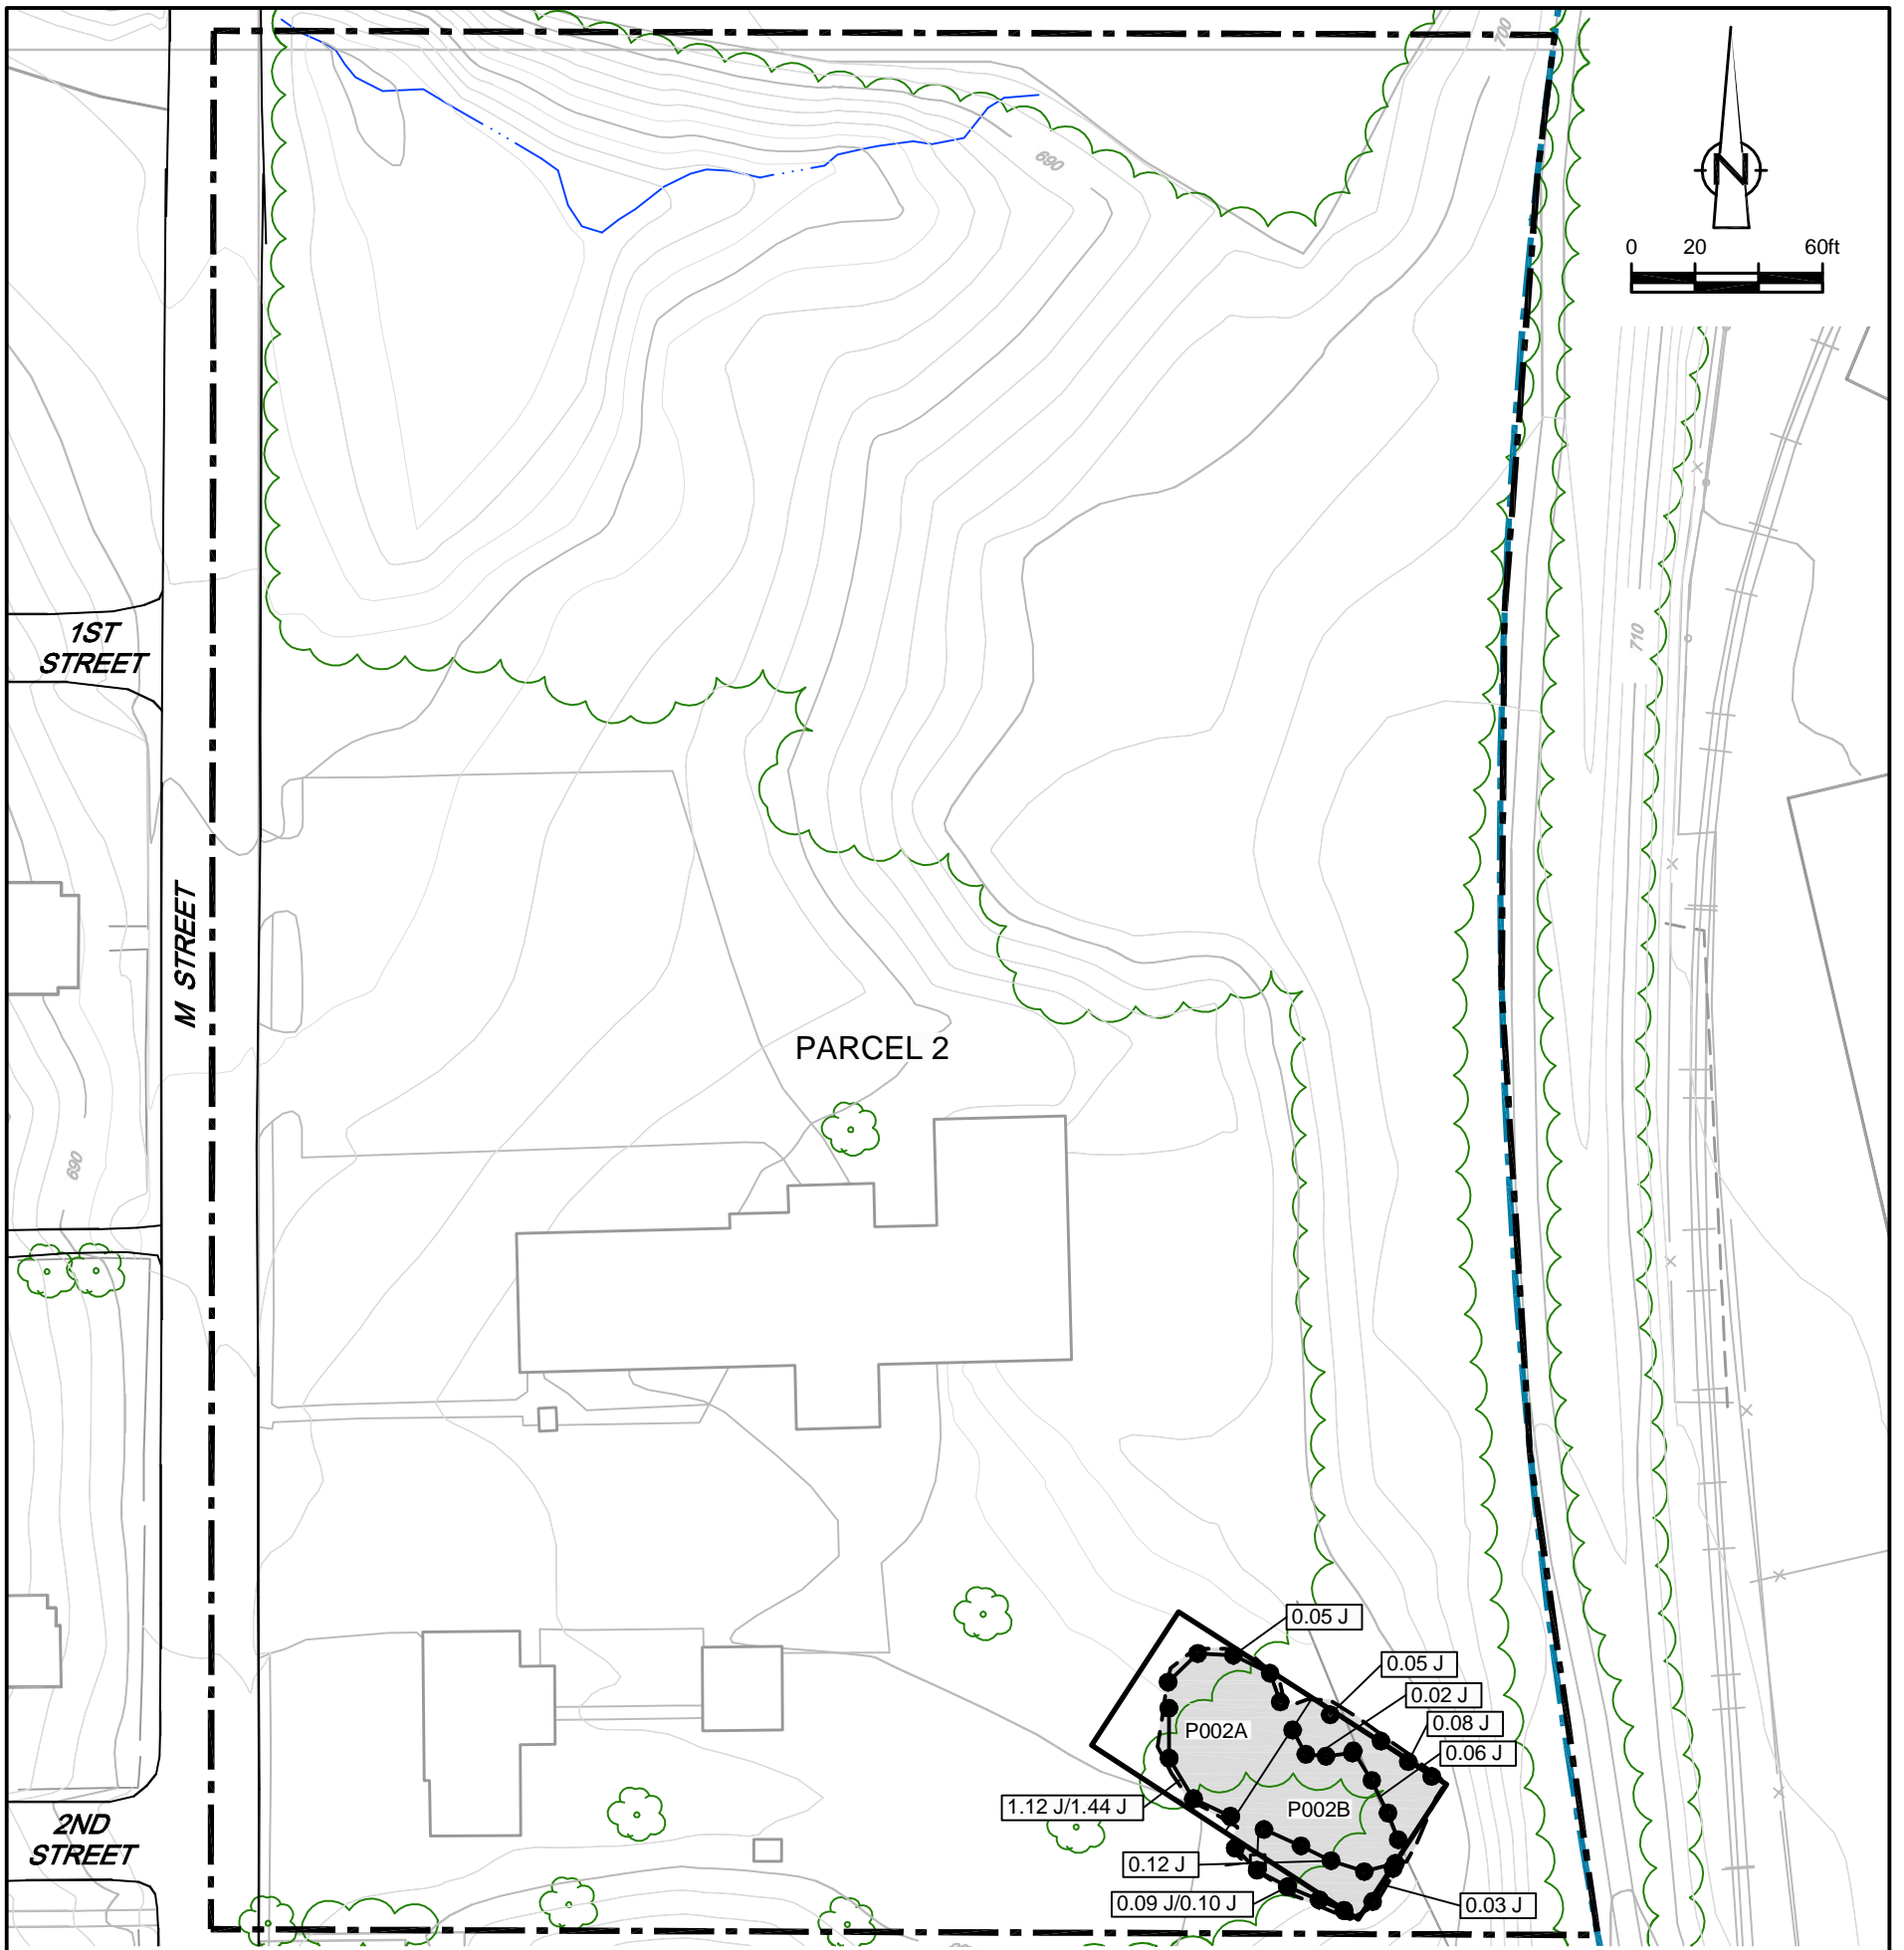 700
N
690
0 20 60ft
1ST
STREET
710
M STREET
PARCEL 2
690
0.05 J
0.05 J
0.02 J
P002A
0.08 J
0.06 J
1.12 J/1.44 J
P002B
2ND
STREET
0.12 J
0.09 J/0.10 J
0.03 J